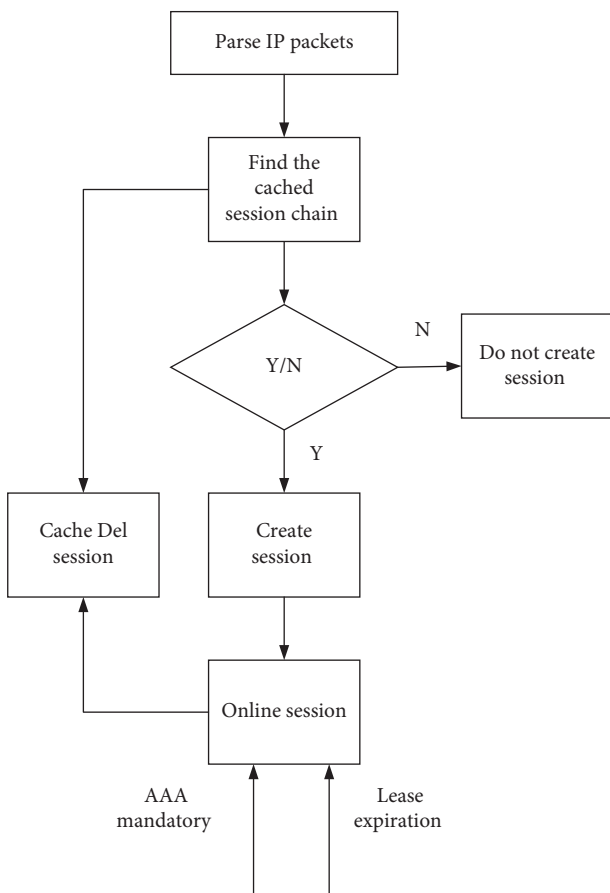 Parse IP packets
Find the
cached
session chain
N
Y/N
Do not create
session
Y
Cache Del
session
Create
session
Online session
AAA
mandatory
Lease
expiration